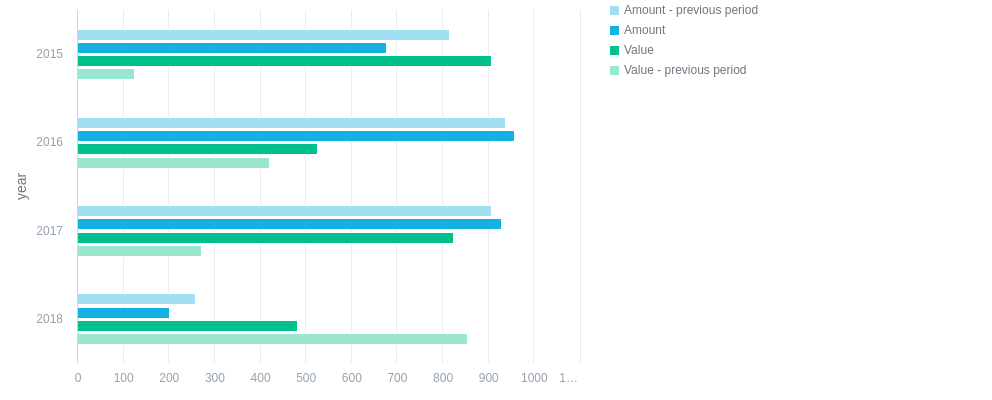 Amount - previous period
Amount
Value
Value - previous period
2015
2016
2017
2018
year
0 100 200 300 400 500 600 700 800 900 1000 1…